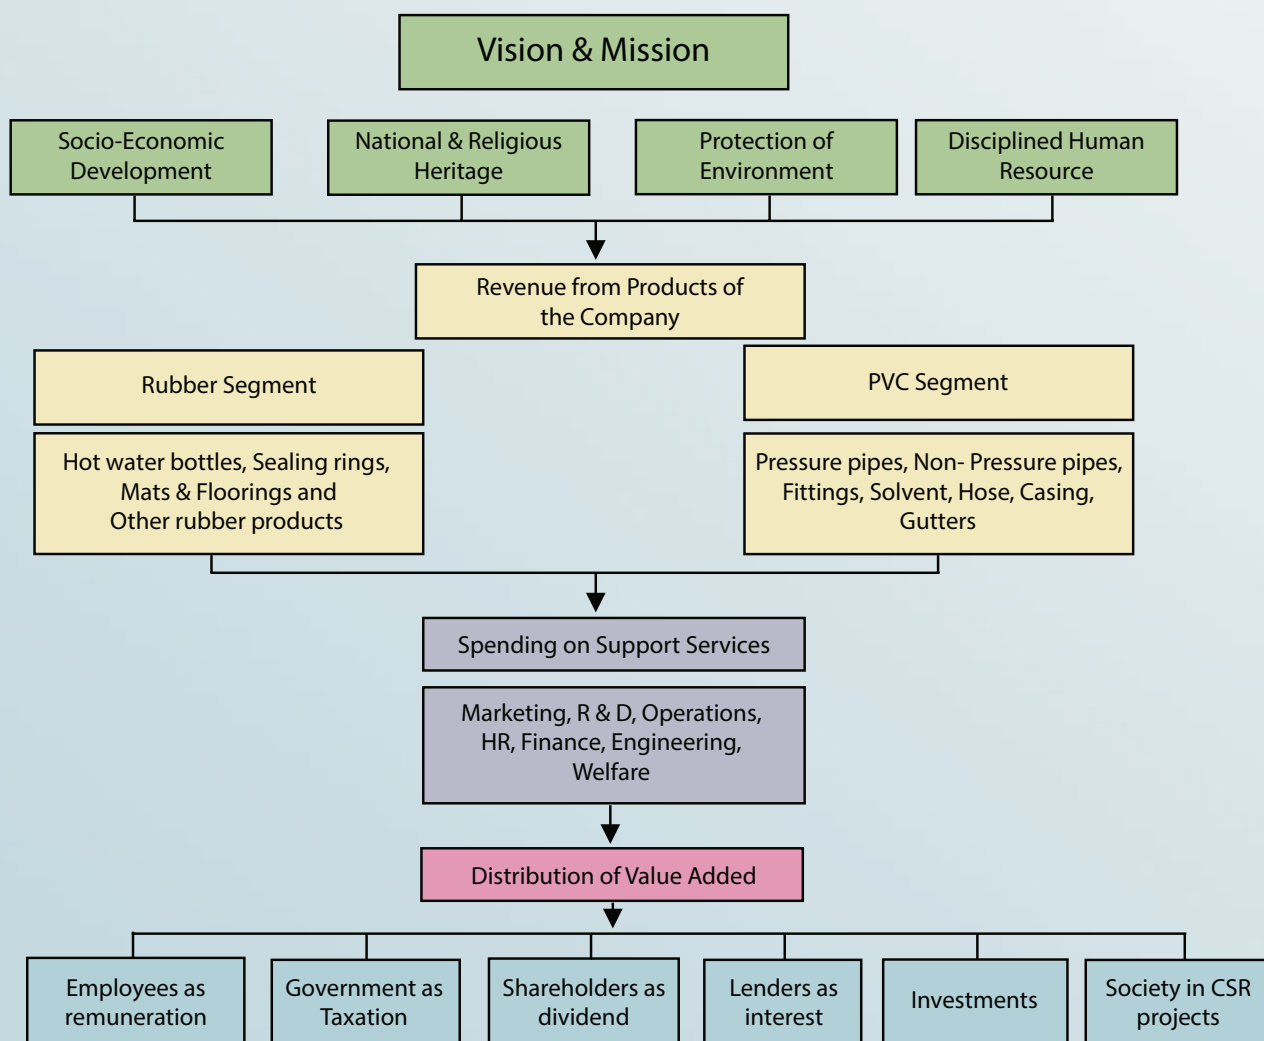 Vision & Mission
Socio-Economic
Development
National & Religious
Heritage
Protection of
Environment
Disciplined Human
Resource
Revenue from Products of
the Company
Rubber Segment
PVC Segment
Hot water bottles, Sealing rings,
Mats & Floorings and
Other rubber products
Pressure pipes, Non- Pressure pipes,
Fittings, Solvent, Hose, Casing,
Gutters
Spending on Support Services
Marketing, R & D, Operations,
HR, Finance, Engineering,
Welfare
Distribution of Value Added
Employees as
remuneration
Government as
Taxation
Shareholders as
dividend
Lenders as
interest
Investments
Society in CSR
projects